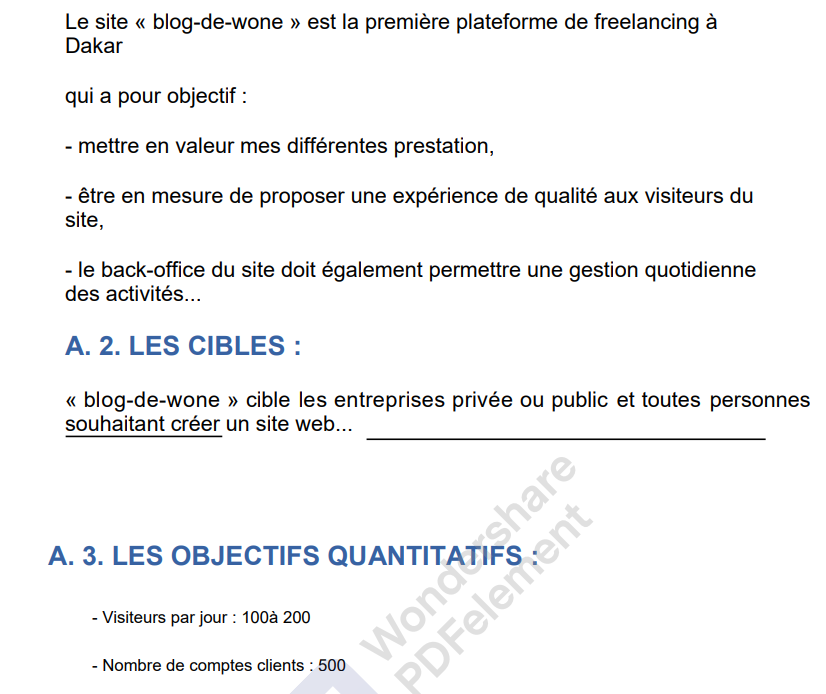 Le site « blog-de-wone » est la première plateforme de freelancing à
Dakar
qui a pour objectif :
- mettre en valeur mes différentes prestation,
- être en mesure de proposer une expérience de qualité aux visiteurs du
site,
- le back-office du site doit également permettre une gestion quotidienne
des activités...
A. 2. LES CIBLES :
« blog-de-wone » cible les entreprises privée ou public et toutes personnes
souhaitant créer un site web...
A. 3. LES OBJECTIFS QUANTITATIFS :
- Visiteurs par jour : 100à 200
- Nombre de comptes clients : 500
Wondershare
PDFelement